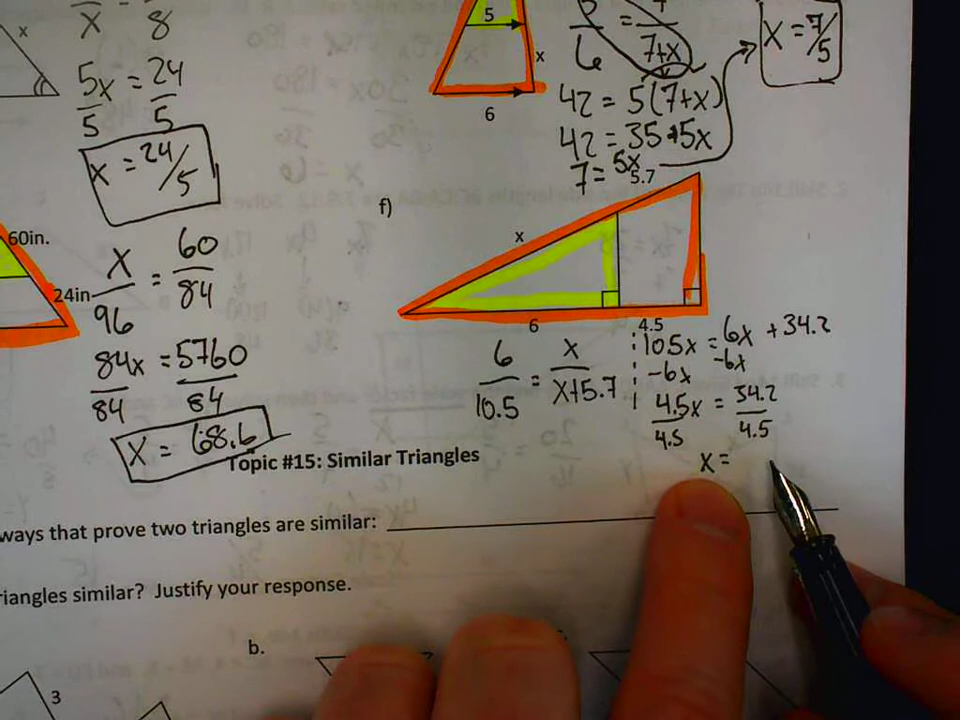 x 8
x
5x = 24
5 5
x = 24/5
5
x
6
6 7+x
42 = 5(7+x)
42 = 35+5x
7 = 5x
x = 7/5
60in.
24in
x = 60
96 84
84x = 5760
84 84
x = 68.6
f)
5.7
x
6
4.5
6 = x
10.5 x+5.7
105x = 6x + 34.2
-6x -6x
4.5x = 34.2
4.5 4.5
x =
Topic #15: Similar Triangles
ways that prove two triangles are similar:
riangles similar? Justify your response.
b.
3